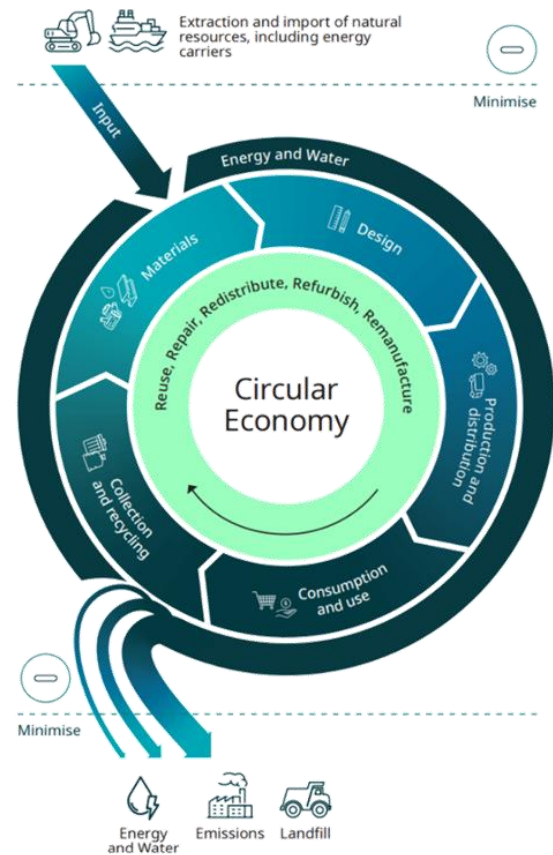 Extraction and import of natural
resources, including energy
carriers
Minimise
Input
Energy and Water
Materials
Design
Production and
distribution
Consumption
and use
Collection
and recycling
Reuse, Repair, Redistribute, Refurbish, Remanufacture
Circular
Economy
Minimise
Energy
and Water
Emissions
Landfill